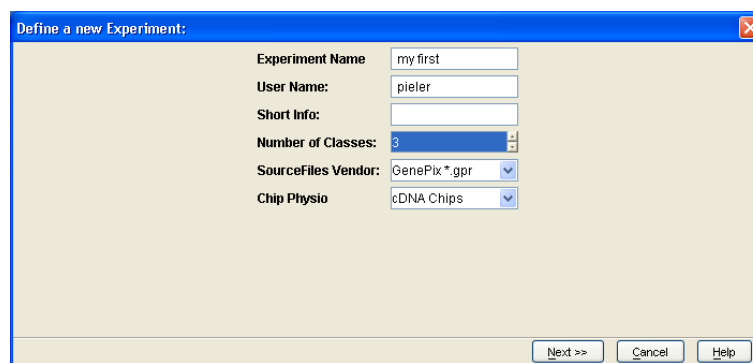 Define a new Experiment:
Experiment Name my first
User Name: pieler
Short Info:
Number of Classes: 3
SourceFiles Vendor: GenePix *.gpr
Chip Physio cDNA Chips
Next >> Cancel Help